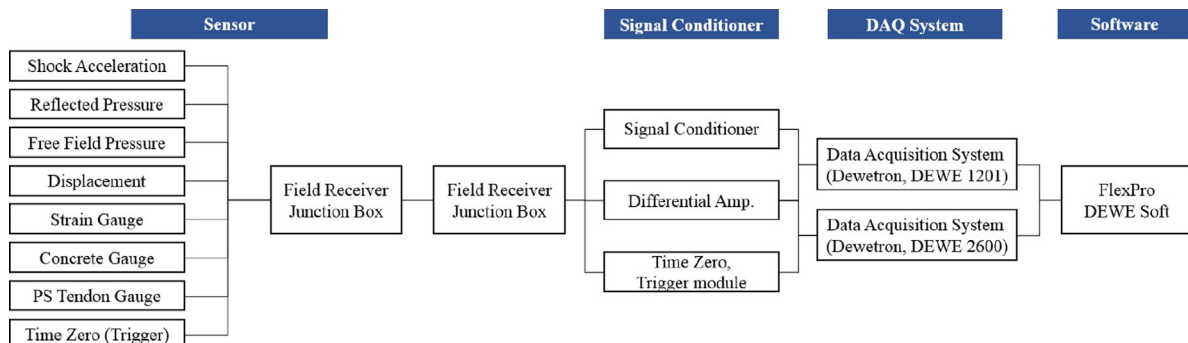 Sensor
Signal Conditioner
DAQ System
Software
Shock Acceleration
Reflected Pressure
Free Field Pressure
Displacement
Strain Gauge
Concrete Gauge
PS Tendon Gauge
Time Zero (Trigger)
Field Receiver
Junction Box
Field Receiver
Junction Box
Signal Conditioner
Differential Amp.
Time Zero,
Trigger module
Data Acquisition System
(Dewetron, DEWE 1201)
Data Acquisition System
(Dewetron, DEWE 2600)
FlexPro
DEWE Soft